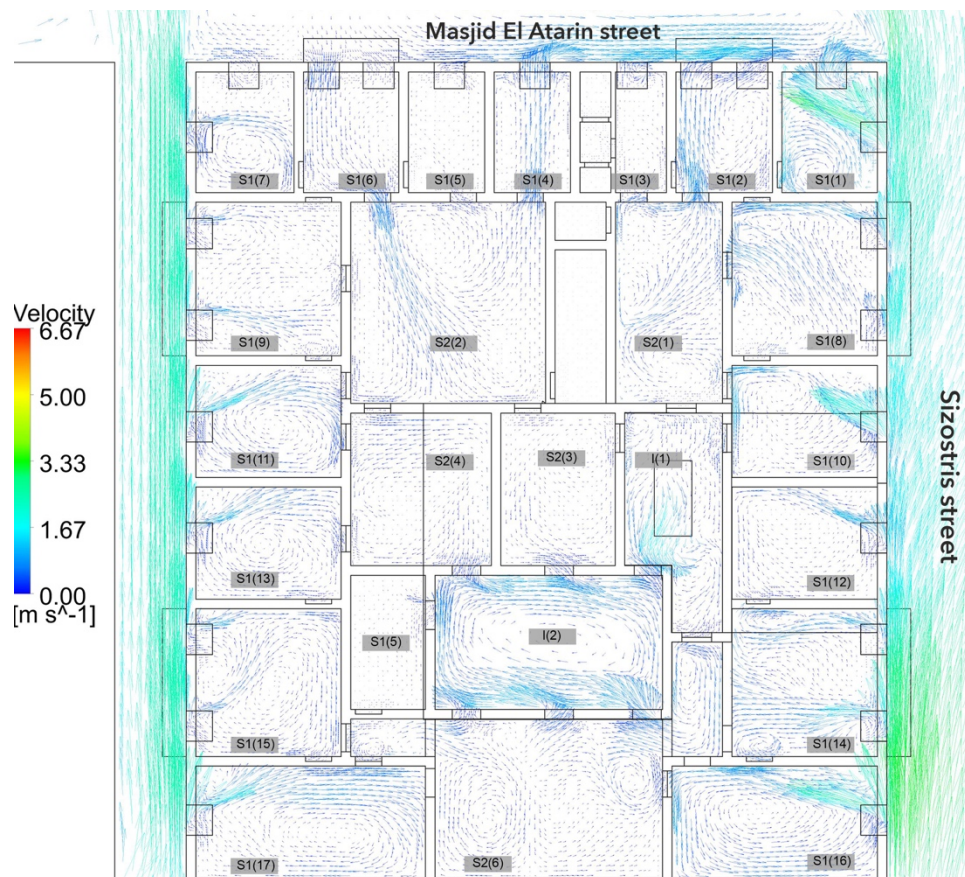 Masjid El Atarin street
S1(7)
S1(6)
S1(5)
S1(4)
S1(3)
S1(2)
S1(1)
Velocity
6.67
5.00
3.33
1.67
0.00
[m s^-1]
S1(9)
S2(2)
S2(1)
S1(8)
S1(11)
S2(4)
S2(3)
I(1)
S1(10)
Sizostris street
S1(13)
S1(12)
S1(5)
I(2)
S1(15)
S1(14)
S1(17)
S2(6)
S1(16)